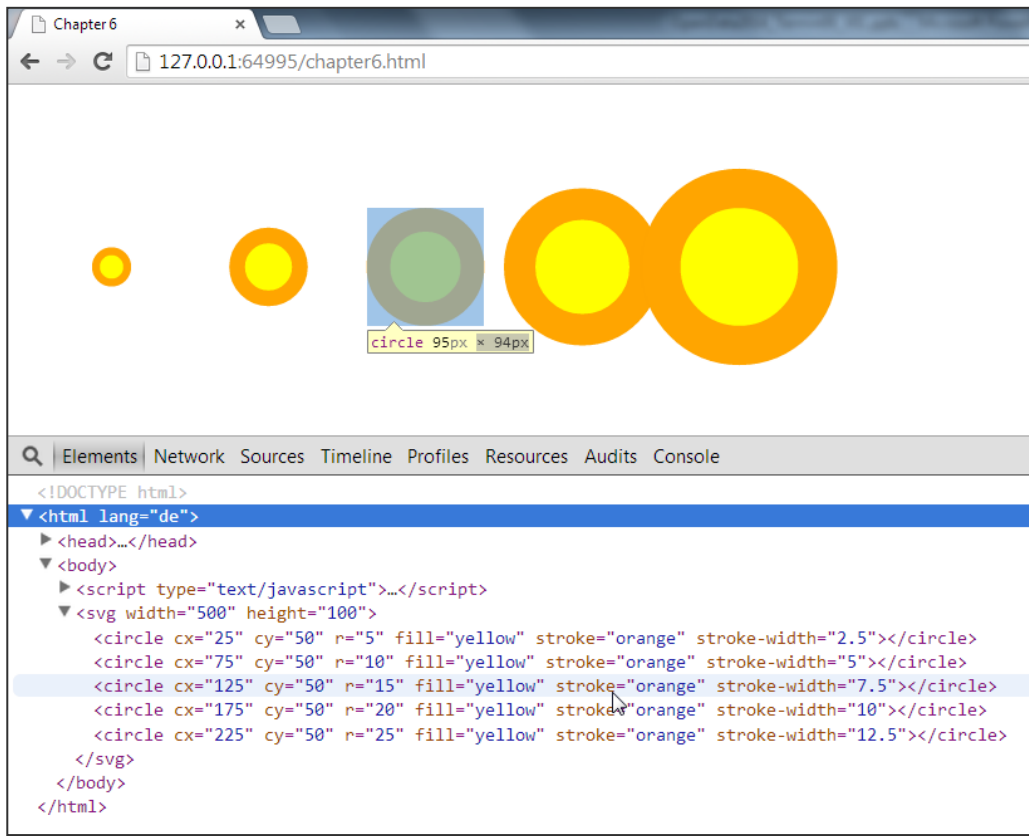 Chapter 6 ×
127.0.0.1:64995/chapter6.html
circle 95px × 94px
Elements Network Sources Timeline Profiles Resources Audits Console
<!DOCTYPE html>
<html lang="de">
<head>…</head>
<body>
<script type="text/javascript">…</script>
<svg width="500" height="100">
<circle cx="25" cy="50" r="5" fill="yellow" stroke="orange" stroke-width="2.5"></circle>
<circle cx="75" cy="50" r="10" fill="yellow" stroke="orange" stroke-width="5"></circle>
<circle cx="125" cy="50" r="15" fill="yellow" stroke="orange" stroke-width="7.5"></circle>
<circle cx="175" cy="50" r="20" fill="yellow" stroke="orange" stroke-width="10"></circle>
<circle cx="225" cy="50" r="25" fill="yellow" stroke="orange" stroke-width="12.5"></circle>
</svg>
</body>
</html>